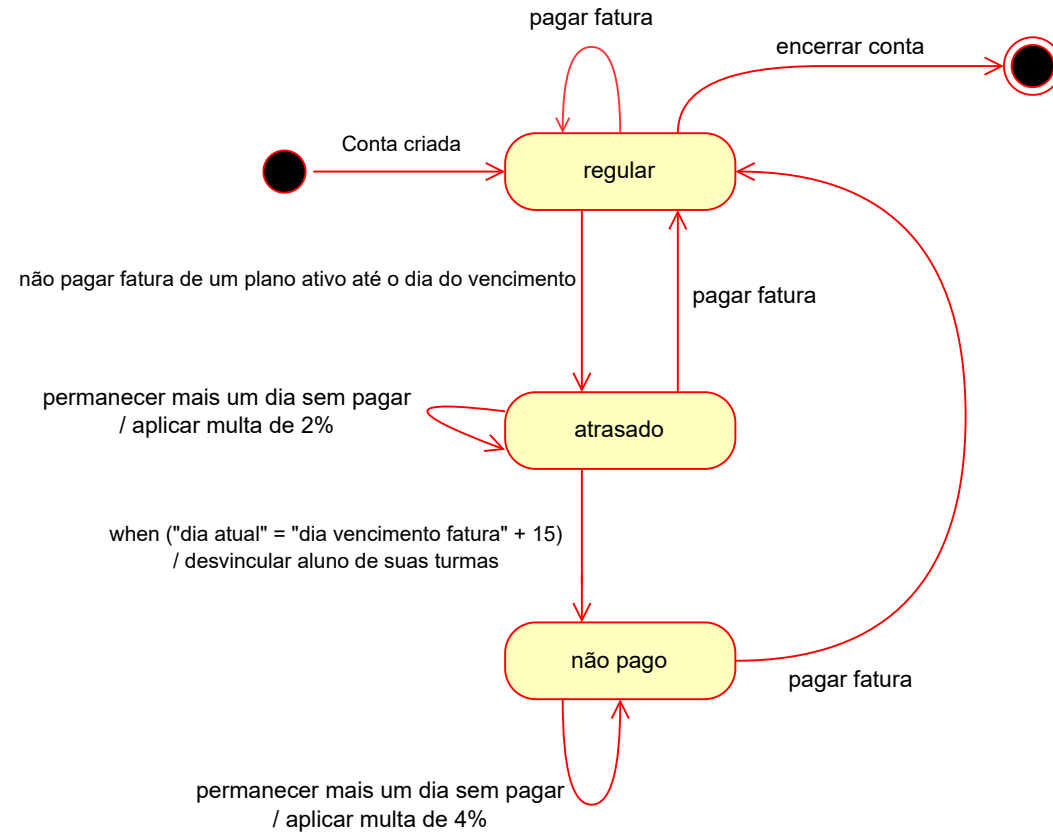 pagar fatura
encerrar conta
Conta criada
regular
não pagar fatura de um plano ativo até o dia do vencimento
pagar fatura
permanecer mais um dia sem pagar
/ aplicar multa de 2%
atrasado
when ("dia atual" = "dia vencimento fatura" + 15)
/ desvincular aluno de suas turmas
não pago
pagar fatura
permanecer mais um dia sem pagar
/ aplicar multa de 4%